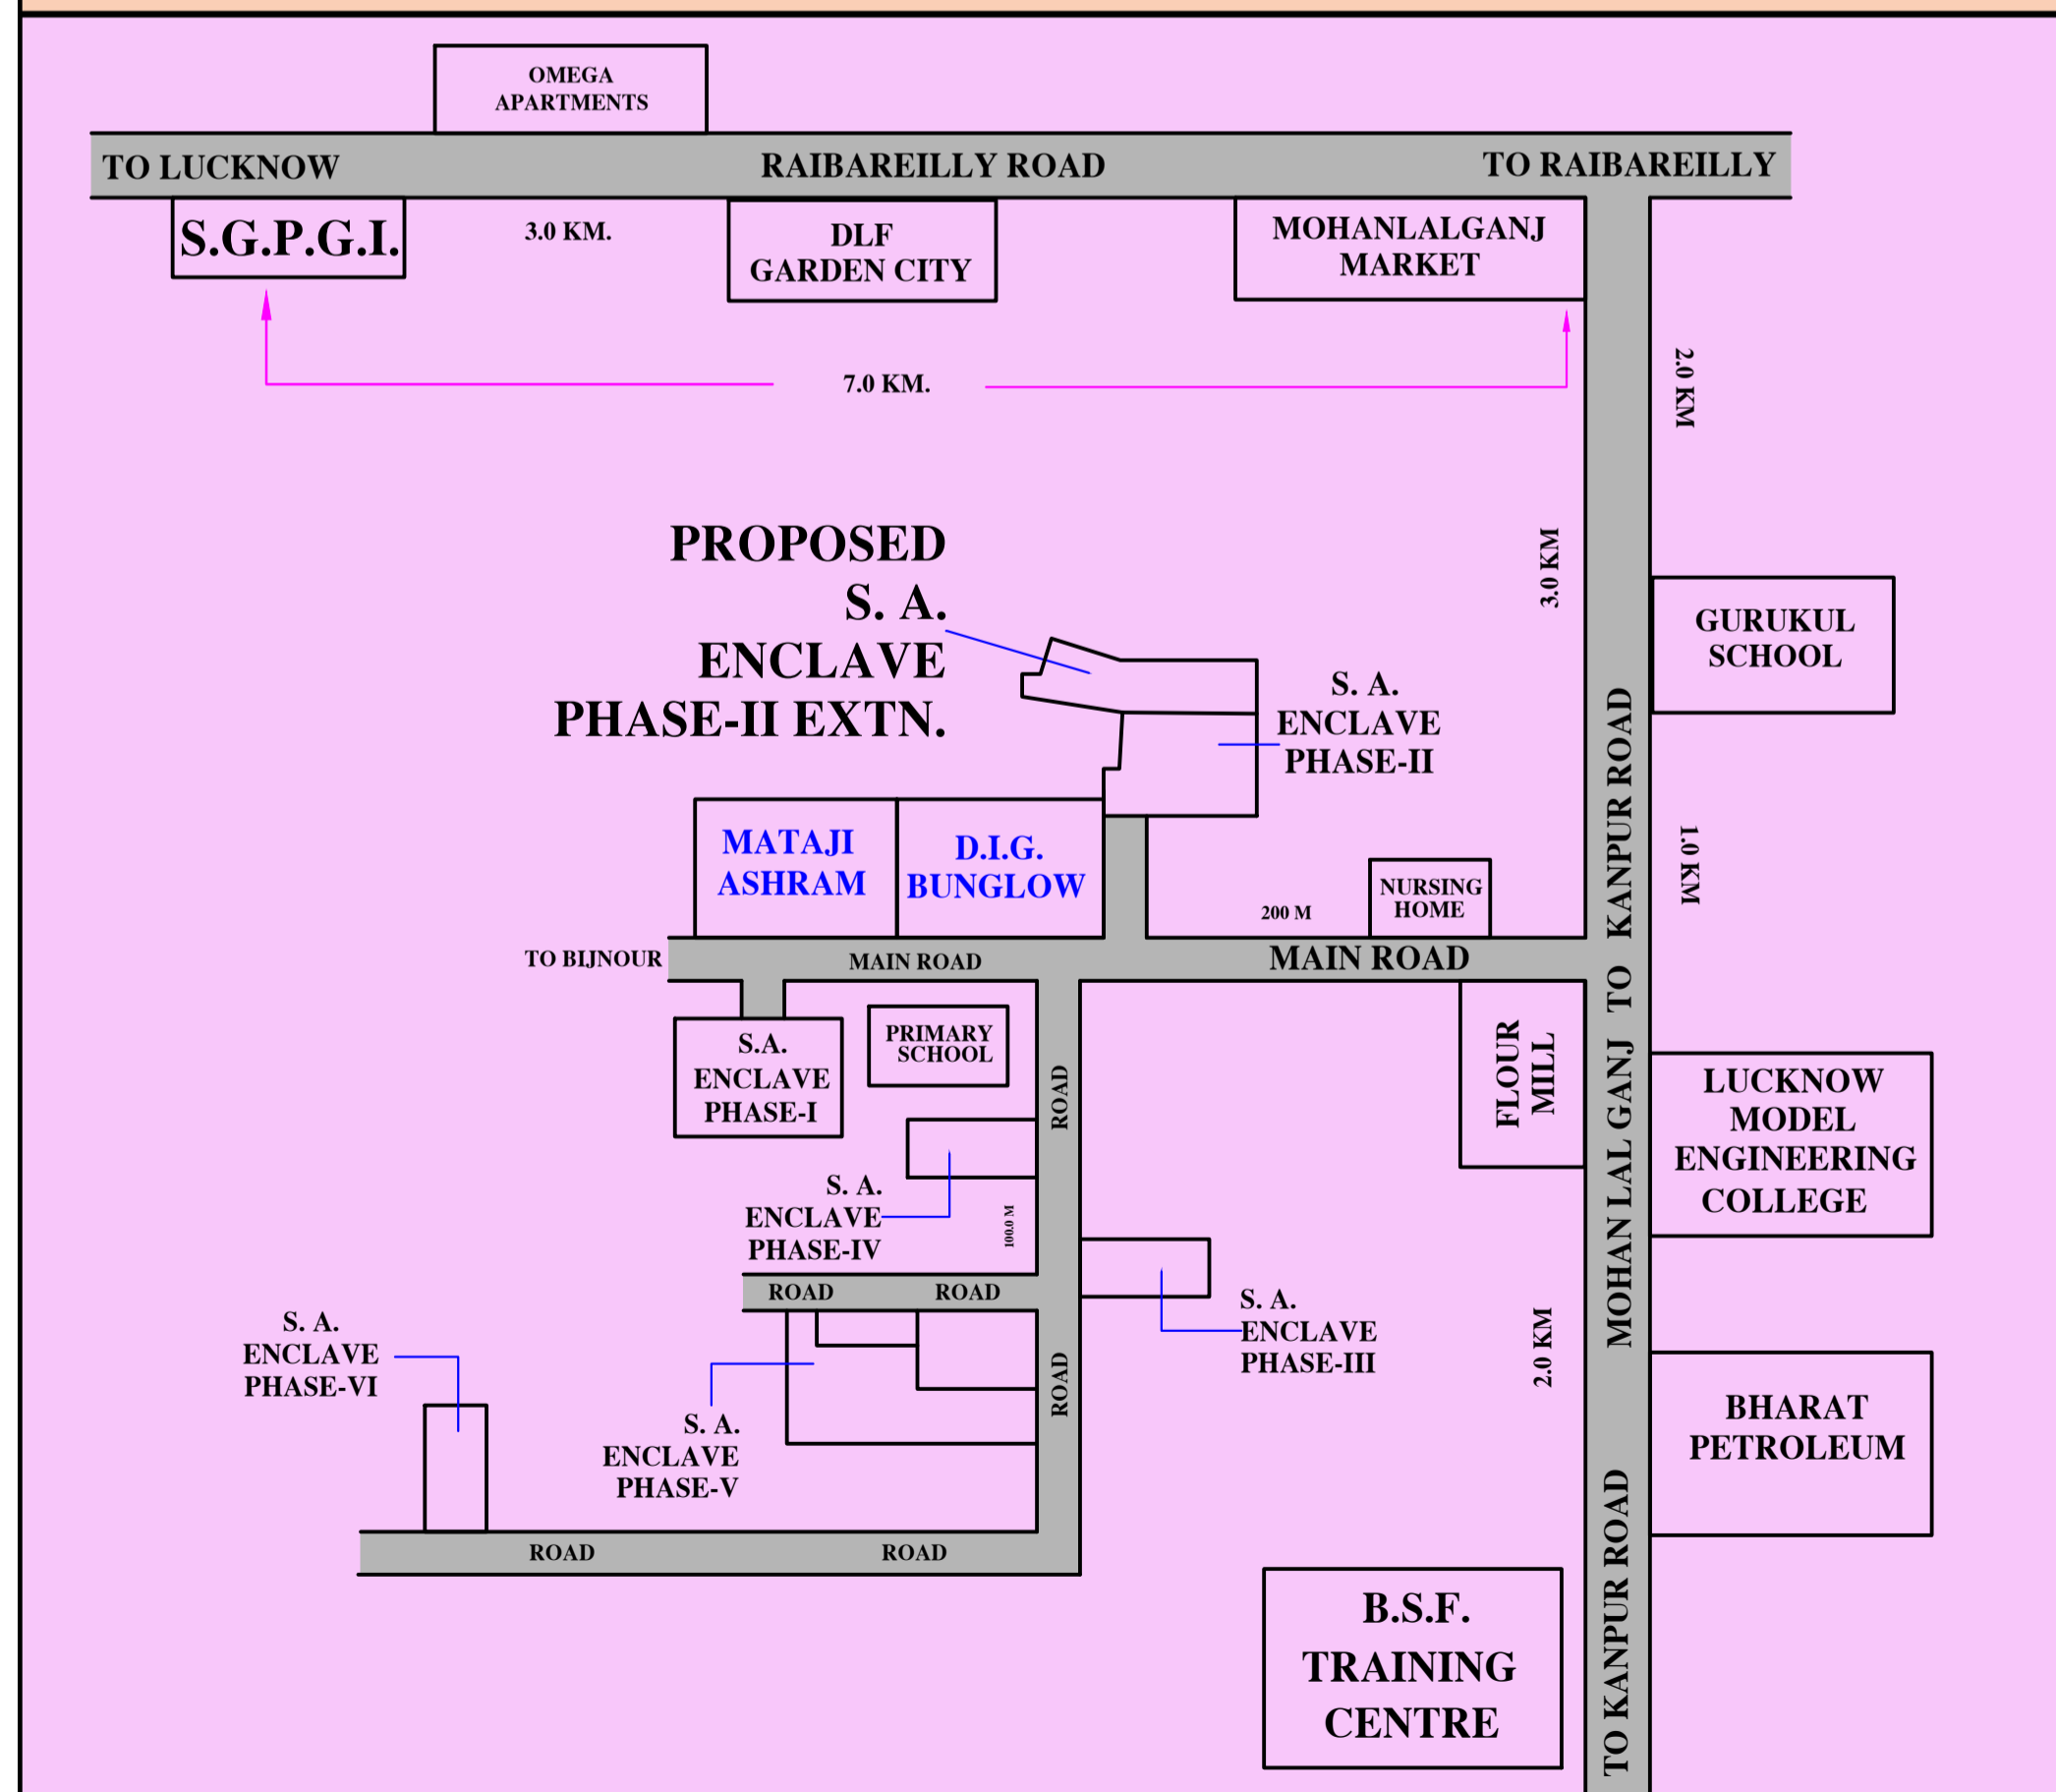 OMEGA
APARTMENTS
TO LUCKNOW
RAIBAREILLY ROAD
TO RAIBAREILLY
S.G.P.G.I.
3.0 KM.
DLF
GARDEN CITY
MOHANLALGANJ
MARKET
7.0 KM.
2.0 KM
PROPOSED
S. A.
ENCLAVE
PHASE-II EXTN.
3.0 KM
GURUKUL
SCHOOL
S. A.
ENCLAVE
PHASE-II
MATAJI
ASHRAM
D.I.G.
BUNGLOW
200 M
NURSING
HOME
1.0 KM
MOHAN LAL GANJ TO KANPUR ROAD
TO BIJNOUR
MAIN ROAD
MAIN ROAD
S.A.
ENCLAVE
PHASE-I
PRIMARY
SCHOOL
ROAD
FLOUR
MILL
LUCKNOW
MODEL
ENGINEERING
COLLEGE
S. A.
ENCLAVE
PHASE-IV
100.0 M
ROAD
ROAD
S. A.
ENCLAVE
PHASE-III
2.0 KM
S. A.
ENCLAVE
PHASE-VI
ROAD
S. A.
ENCLAVE
PHASE-V
BHARAT
PETROLEUM
ROAD
ROAD
B.S.F.
TRAINING
CENTRE
TO KANPUR ROAD